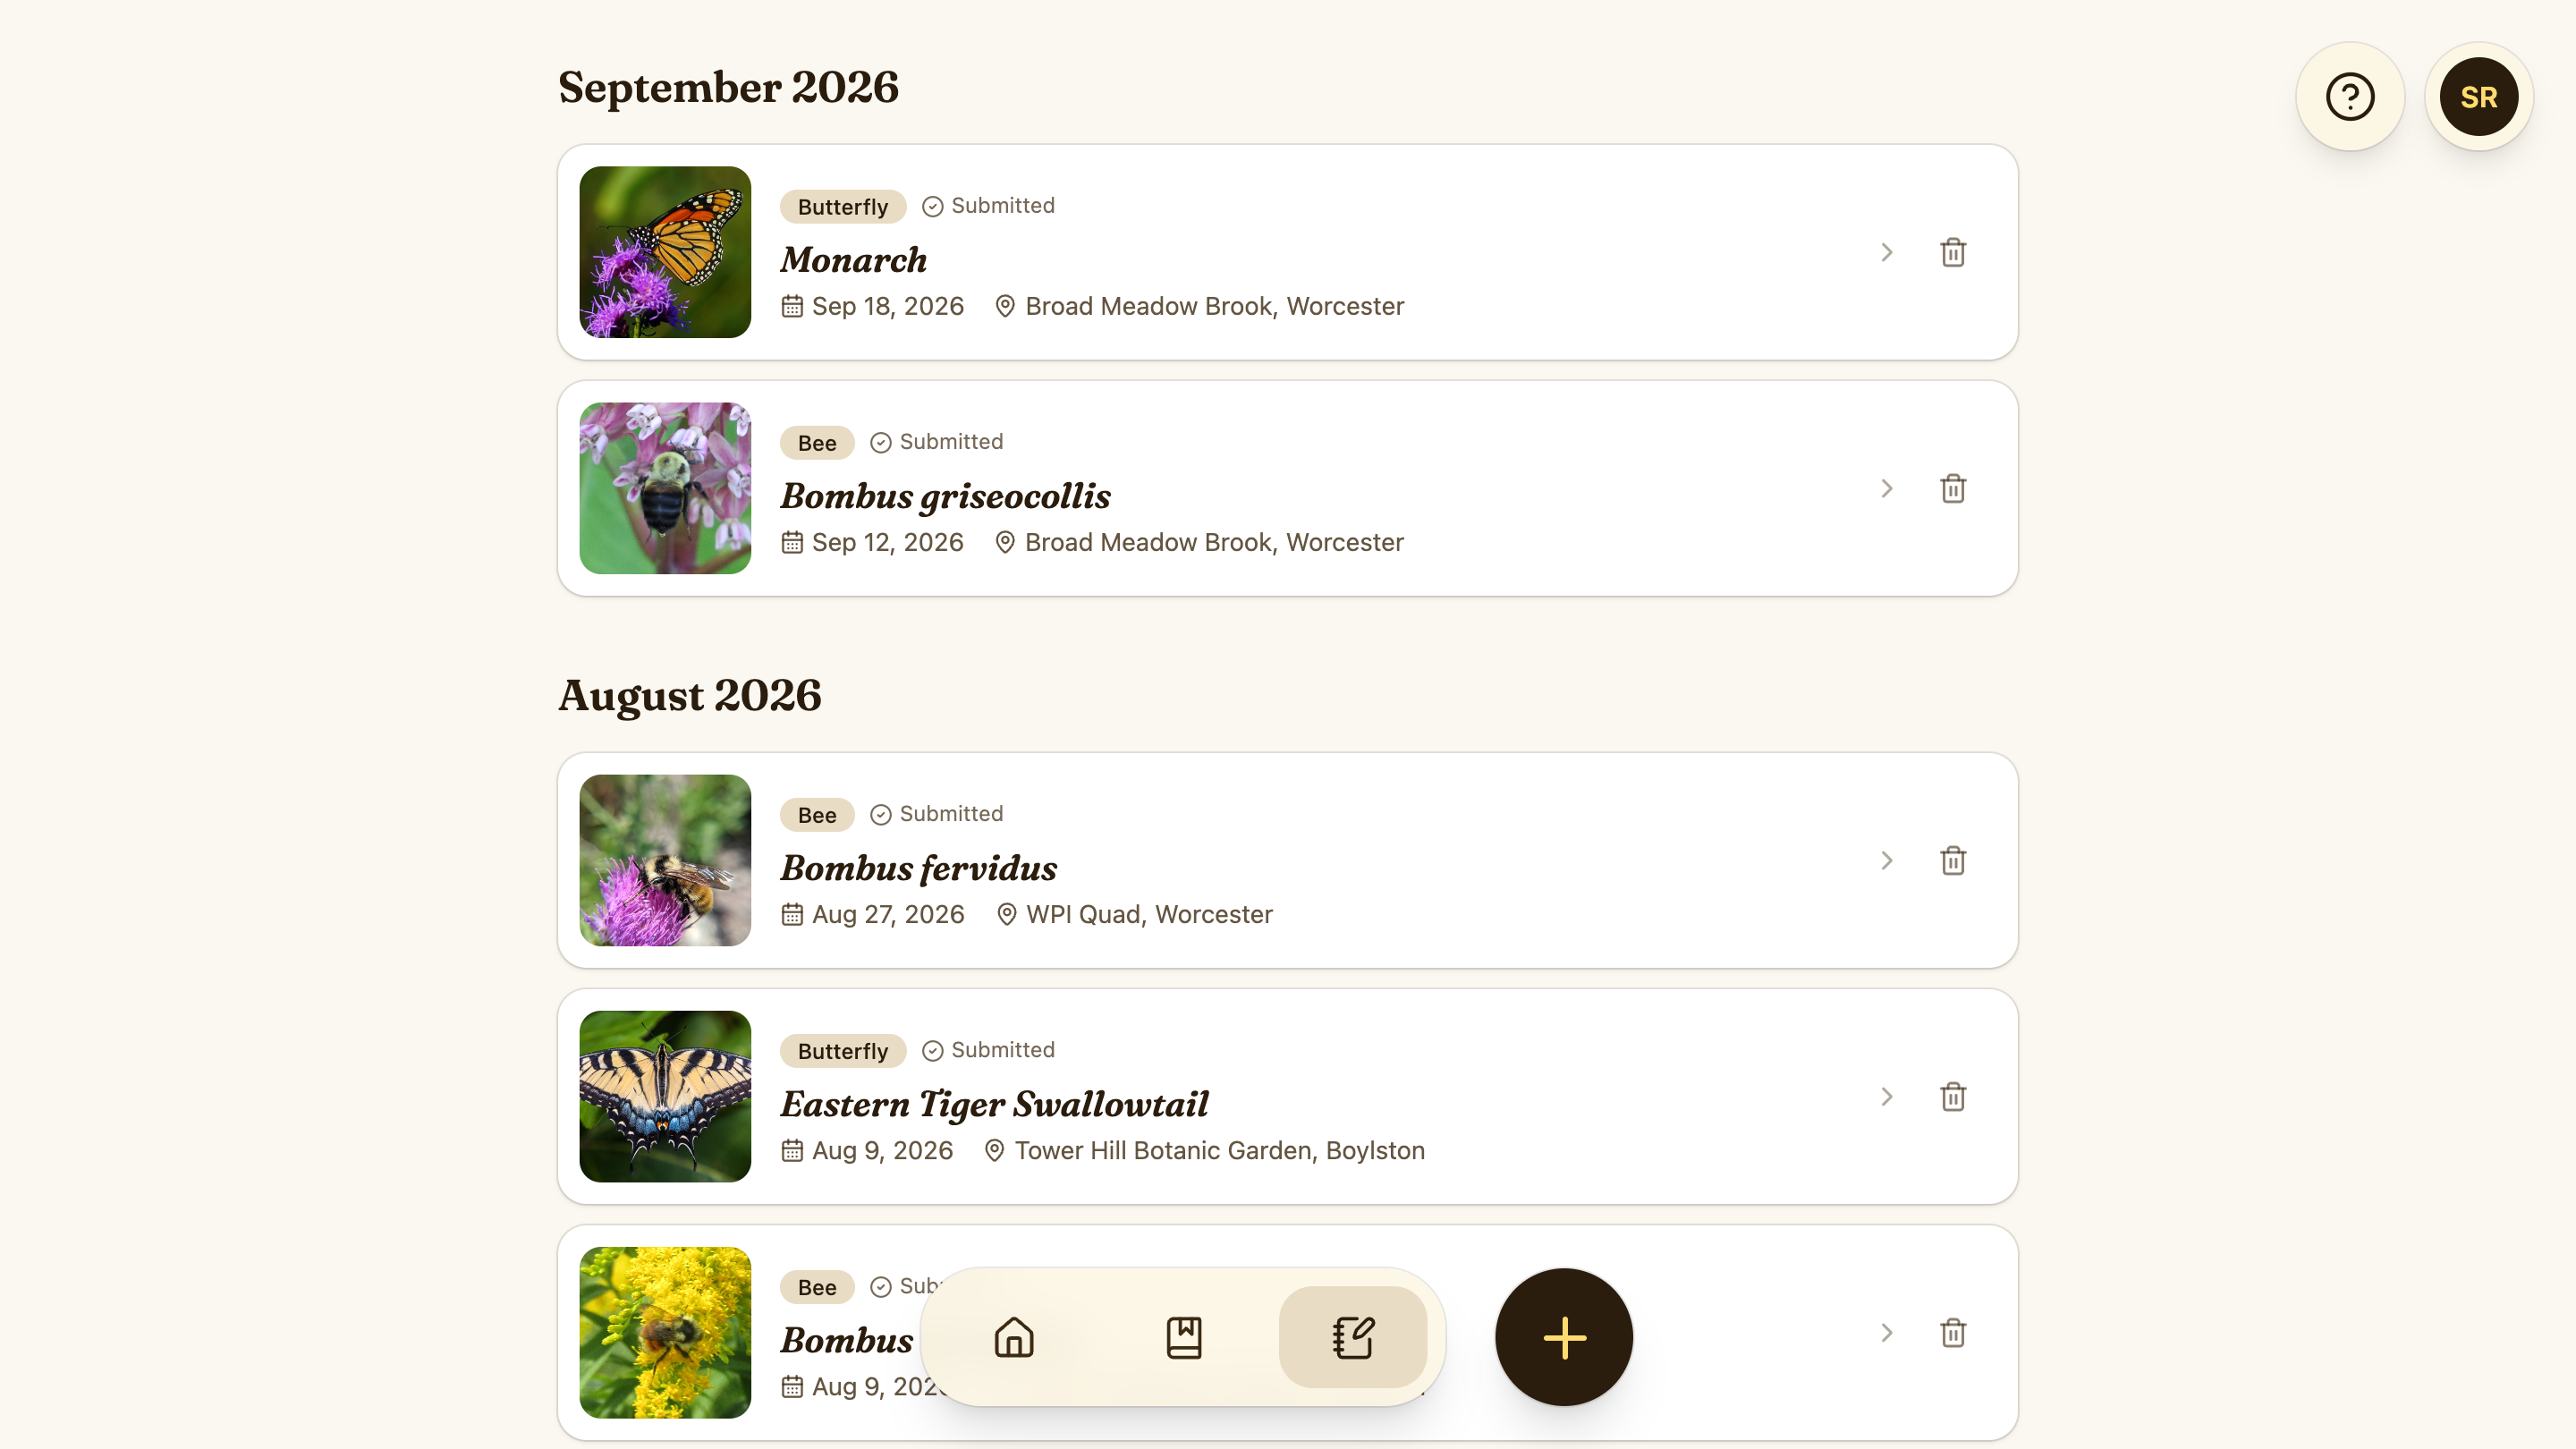 September 2026
SR
Butterfly Submitted
Monarch
Sep 18, 2026 Broad Meadow Brook, Worcester
Bee Submitted
Bombus griseocollis
Sep 12, 2026 Broad Meadow Brook, Worcester
August 2026
Bee Submitted
Bombus fervidus
Aug 27, 2026 WPI Quad, Worcester
Butterfly Submitted
Eastern Tiger Swallowtail
Aug 9, 2026 Tower Hill Botanic Garden, Boylston
Bee
Bombus
Aug 9,